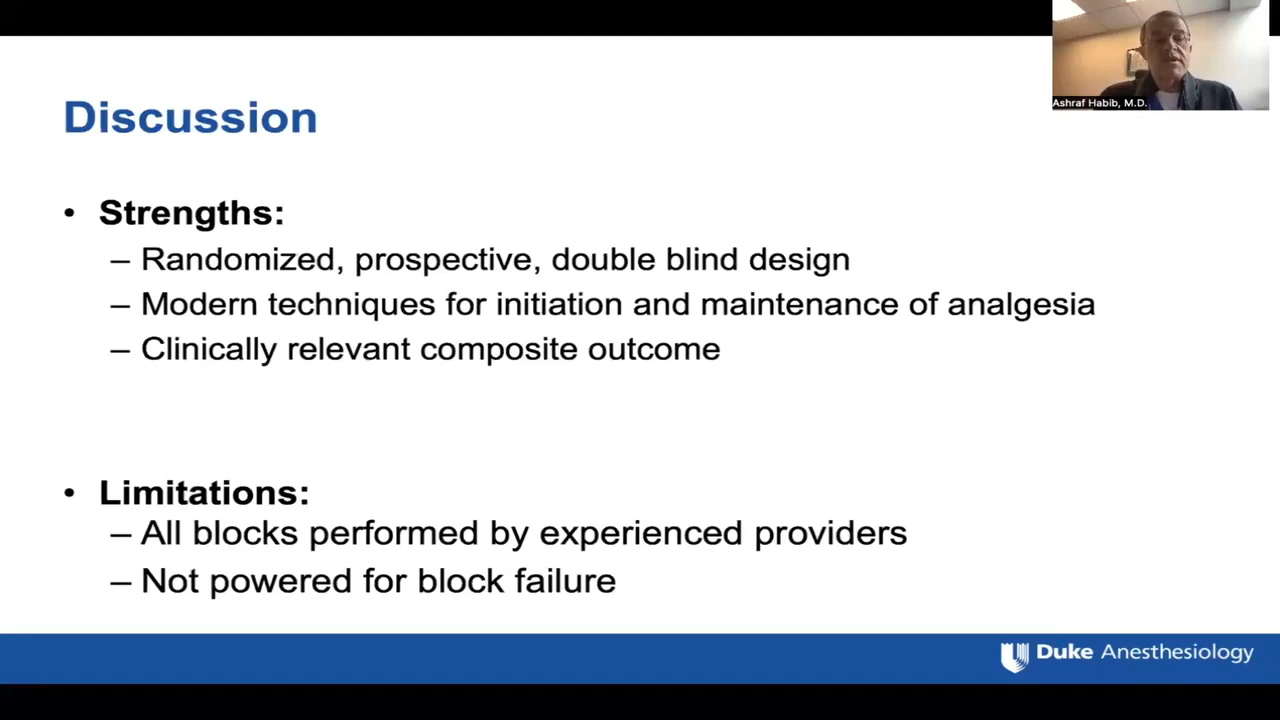 Ashraf Habib, M.D.
Discussion
• Strengths:
– Randomized, prospective, double blind design
– Modern techniques for initiation and maintenance of analgesia
– Clinically relevant composite outcome
• Limitations:
– All blocks performed by experienced providers
– Not powered for block failure
Duke Anesthesiology